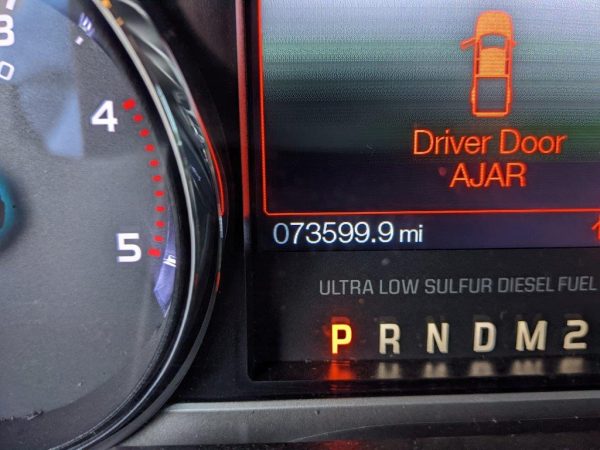 3
4
5
Driver Door
AJAR
073599.9 mi
ULTRA LOW SULFUR DIESEL FUEL
P R N D M 2